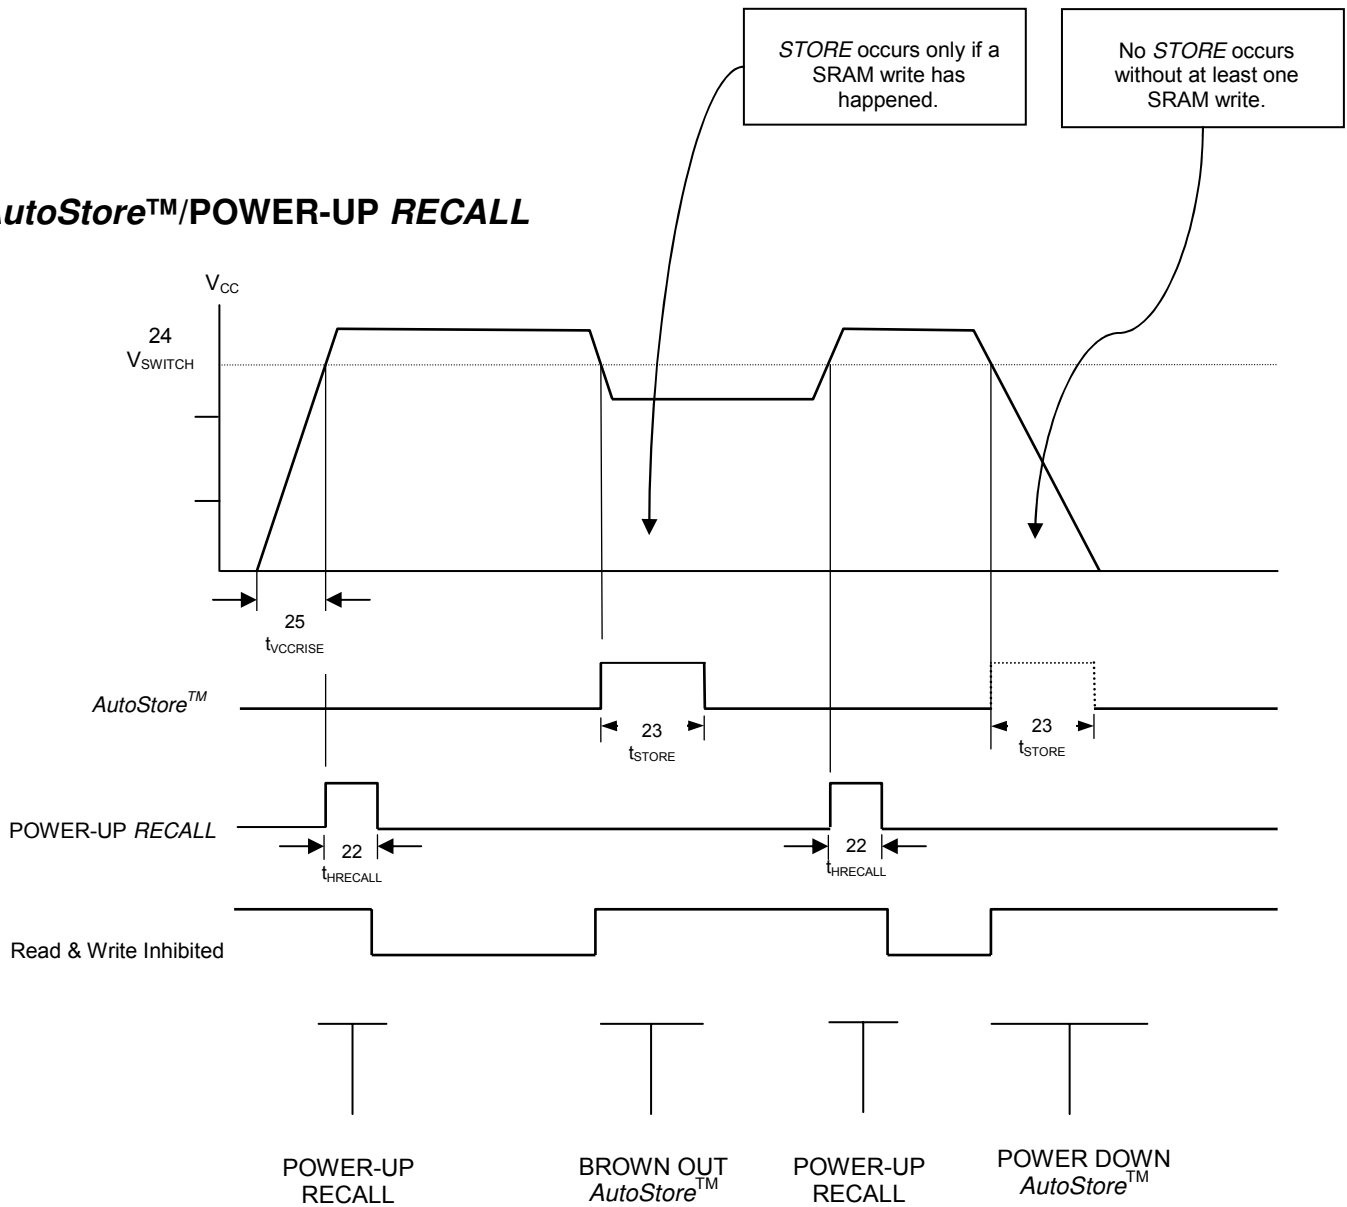 STORE occurs only if a
SRAM write has
happened.
No STORE occurs
without at least one
SRAM write.
utoStore™/POWER-UP RECALL
VCC
24
VSWITCH
25
tVCCRISE
AutoStore™
23
tSTORE
23
tSTORE
POWER-UP RECALL
22
tHRECALL
22
tHRECALL
Read & Write Inhibited
POWER-UP
RECALL
BROWN OUT
AutoStore™
POWER-UP
RECALL
POWER DOWN
AutoStore™